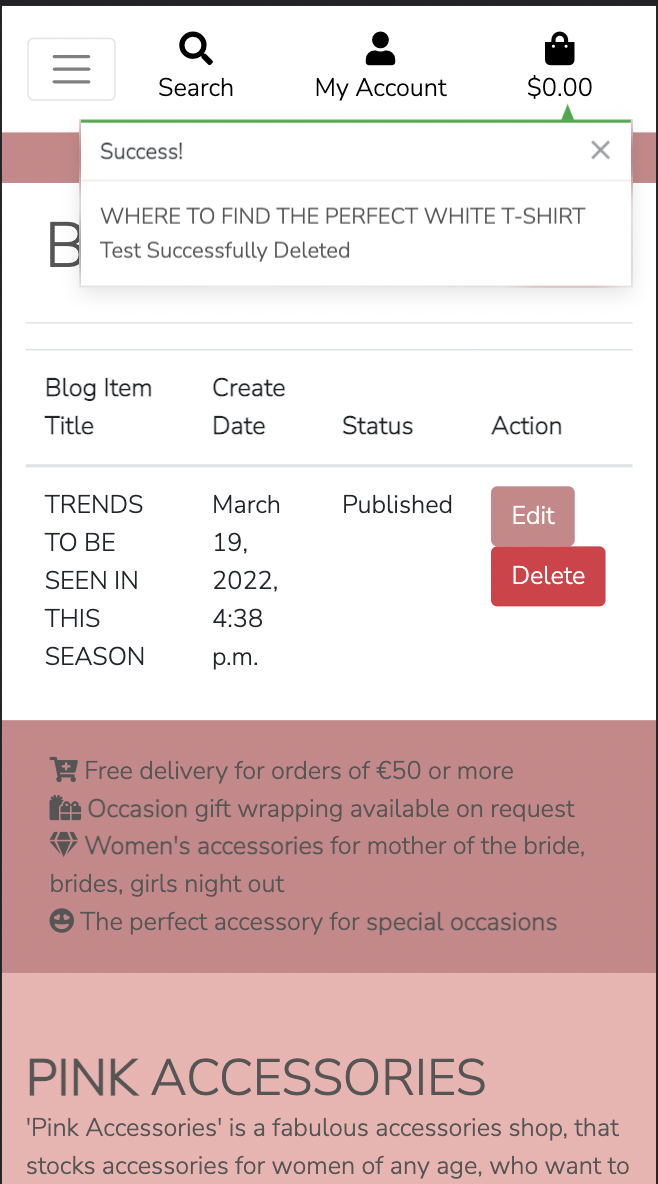 Search
My Account
$0.00
Success!
×
WHERE TO FIND THE PERFECT WHITE T-SHIRT
Test Successfully Deleted
B
Blog Item
Title
Create
Date
Status
Action
TRENDS
TO BE
SEEN IN
THIS
SEASON
March
19,
2022,
4:38
p.m.
Published
Edit
Delete
Free delivery for orders of €50 or more
Occasion gift wrapping available on request
Women's accessories for mother of the bride,
brides, girls night out
The perfect accessory for special occasions
PINK ACCESSORIES
'Pink Accessories' is a fabulous accessories shop, that
stocks accessories for women of any age, who want to